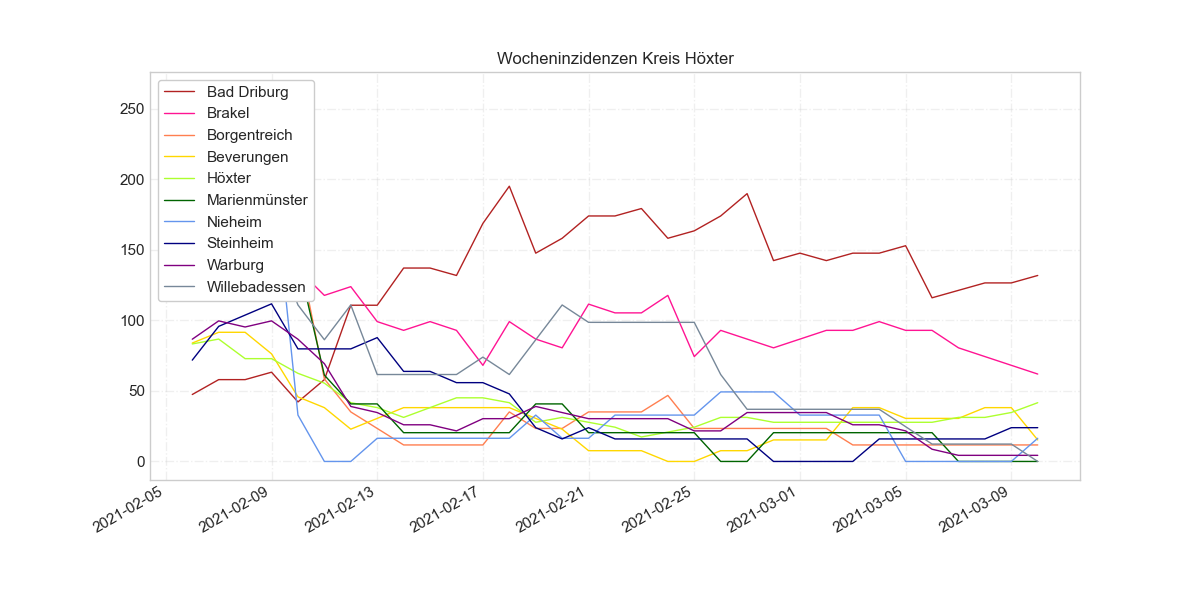 Wocheninzidenzen Kreis Höxter
Bad Driburg
Brakel
Borgentreich
Beverungen
Höxter
Marienmünster
Nieheim
Steinheim
Warburg
Willebadessen
250
200
150
100
50
0
2021-02-05
2021-02-09
2021-02-13
2021-02-17
2021-02-21
2021-02-25
2021-03-01
2021-03-05
2021-03-09